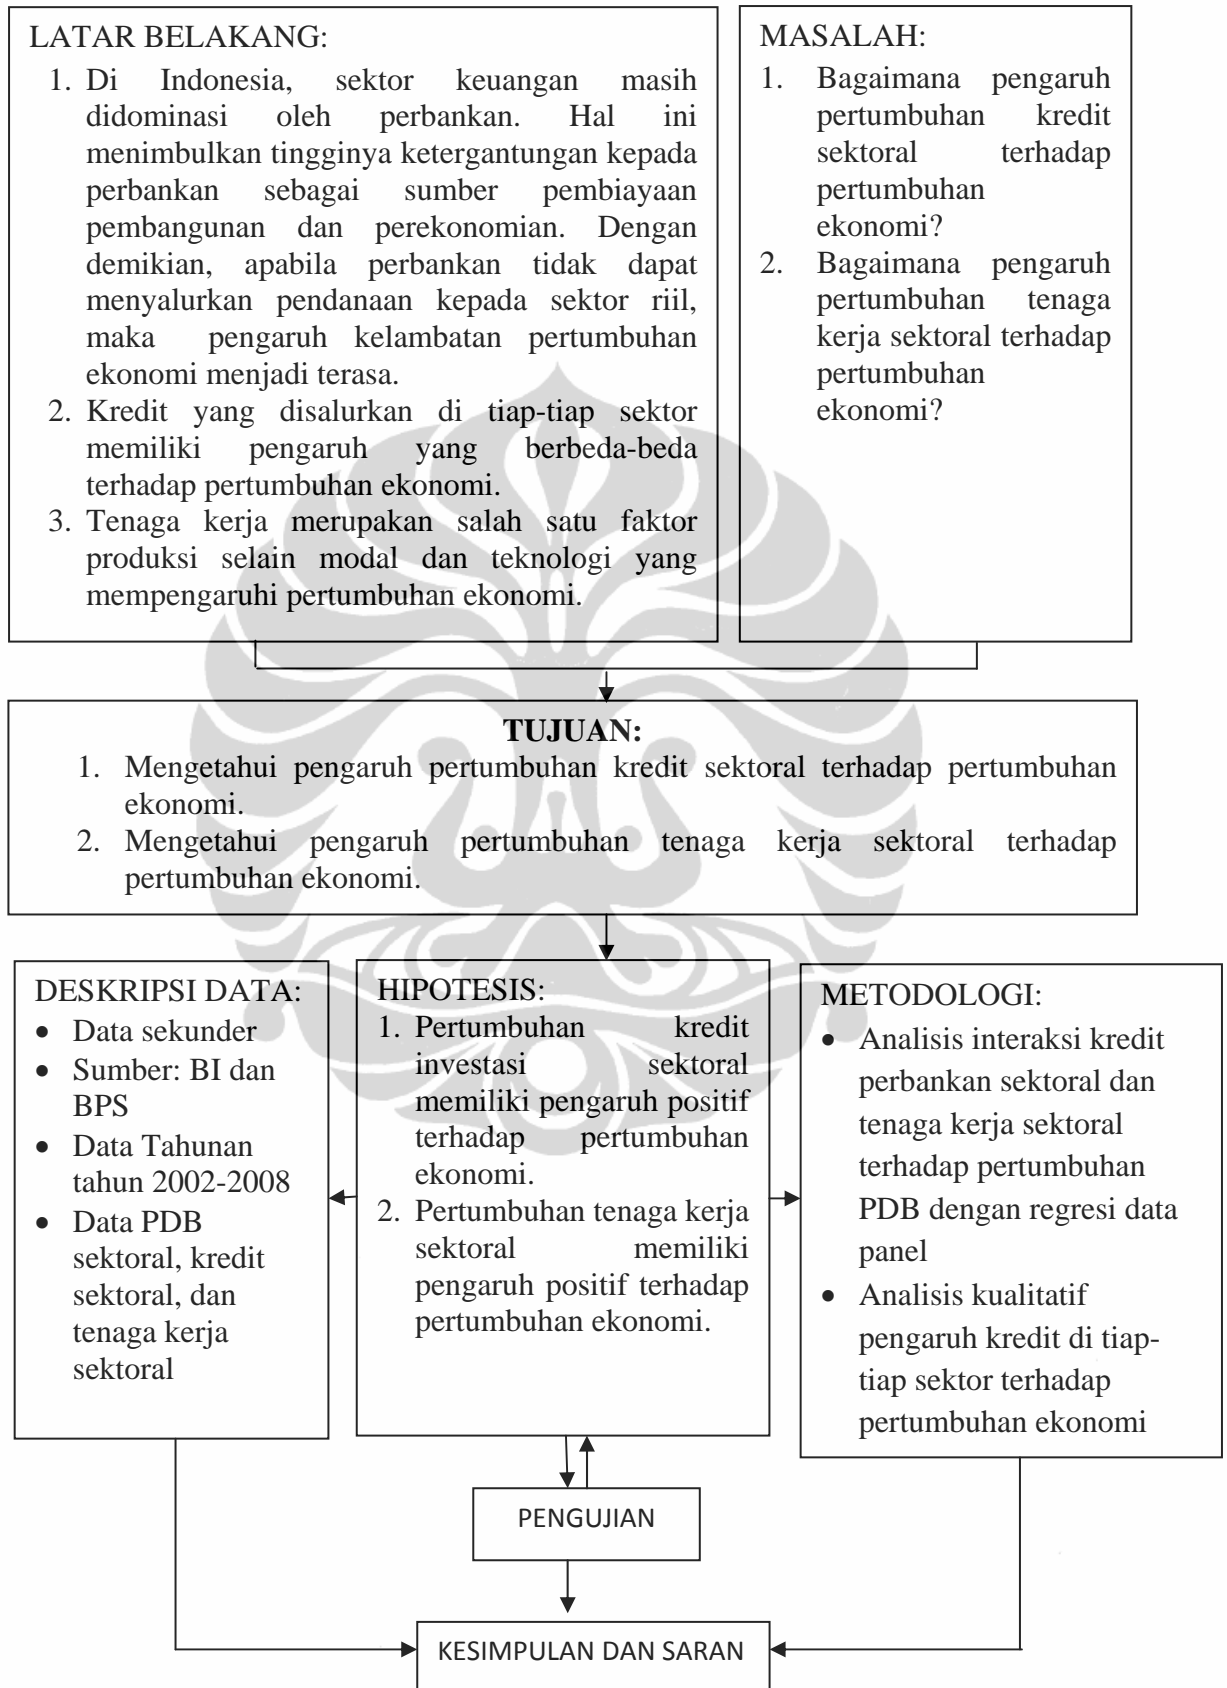 LATAR BELAKANG:
1. Di Indonesia, sektor keuangan masih
didominasi oleh perbankan. Hal ini
menimbulkan tingginya ketergantungan kepada
perbankan sebagai sumber pembiayaan
pembangunan dan perekonomian. Dengan
demikian, apabila perbankan tidak dapat
menyalurkan pendanaan kepada sektor riil,
maka pengaruh kelambatan pertumbuhan
ekonomi menjadi terasa.
2. Kredit yang disalurkan di tiap-tiap sektor
memiliki pengaruh yang berbeda-beda
terhadap pertumbuhan ekonomi.
3. Tenaga kerja merupakan salah satu faktor
produksi selain modal dan teknologi yang
mempengaruhi pertumbuhan ekonomi.
MASALAH:
1. Bagaimana pengaruh
pertumbuhan kredit
sektoral terhadap
pertumbuhan
ekonomi?
2. Bagaimana pengaruh
pertumbuhan tenaga
kerja sektoral terhadap
pertumbuhan
ekonomi?
TUJUAN:
1. Mengetahui pengaruh pertumbuhan kredit sektoral terhadap pertumbuhan
ekonomi.
2. Mengetahui pengaruh pertumbuhan tenaga kerja sektoral terhadap
pertumbuhan ekonomi.
DESKRIPSI DATA:
• Data sekunder
• Sumber: BI dan
BPS
• Data Tahunan
tahun 2002-2008
• Data PDB
sektoral, kredit
sektoral, dan
tenaga kerja
sektoral
HIPOTESIS:
1. Pertumbuhan kredit
investasi sektoral
memiliki pengaruh positif
terhadap pertumbuhan
ekonomi.
2. Pertumbuhan tenaga kerja
sektoral memiliki
pengaruh positif terhadap
pertumbuhan ekonomi.
METODOLOGI:
• Analisis interaksi kredit
perbankan sektoral dan
tenaga kerja sektoral
terhadap pertumbuhan
PDB dengan regresi data
panel
• Analisis kualitatif
pengaruh kredit di tiap-
tiap sektor terhadap
pertumbuhan ekonomi
PENGUJIAN
KESIMPULAN DAN SARAN